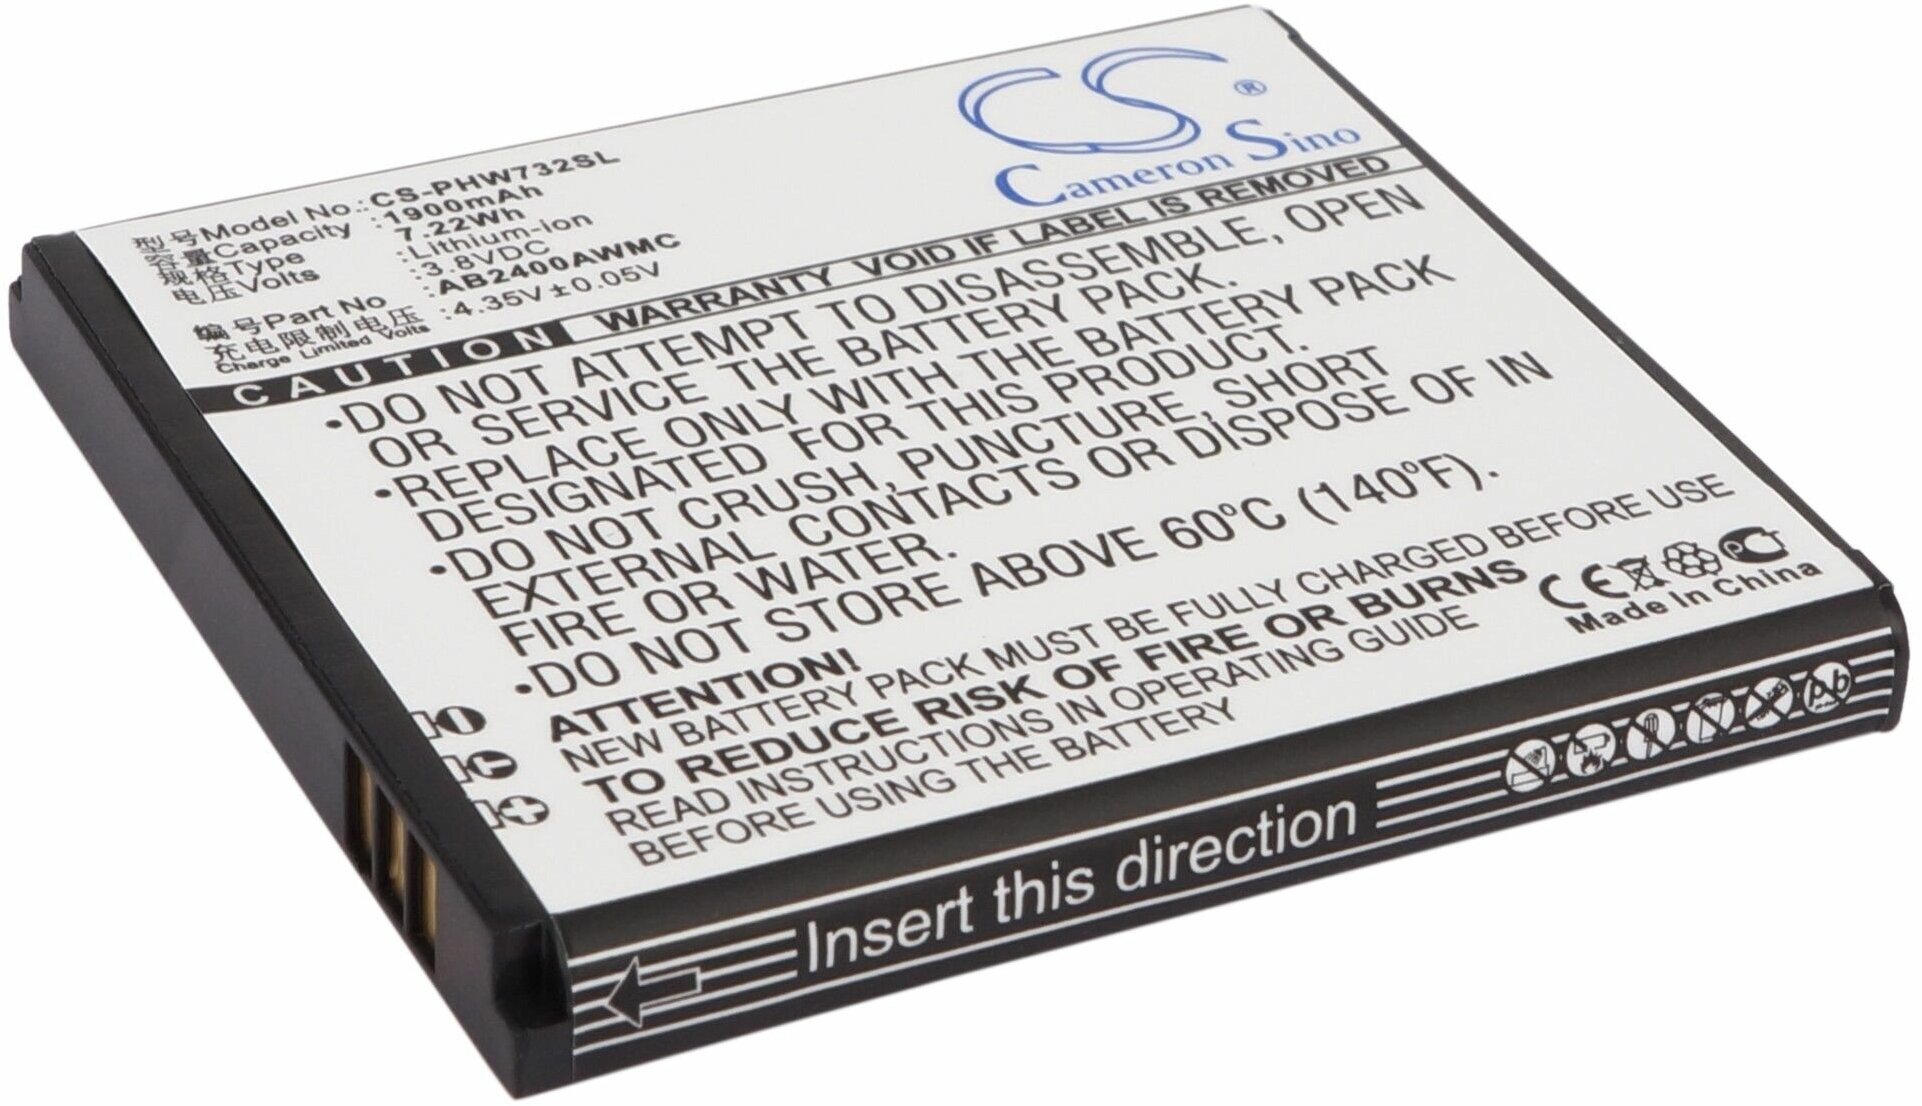 CS®
Cameron Sino
型号Model No.:CS-PHW732SL
容量Capacity :1900mAh
7.22Wh
规格Type :Lithium-ion
电压Volts :3.8VDC
编号Part No :AB2400AWMC
充电限制电压 :4.35V±0.05V
Charge Limited Volts
CAUTION WARRANTY VOID IF LABEL IS REMOVED
•DO NOT ATTEMPT TO DISASSEMBLE, OPEN
OR SERVICE THE BATTERY PACK.
•REPLACE ONLY WITH THE BATTERY PACK
DESIGNATED FOR THIS PRODUCT.
•DO NOT CRUSH, PUNCTURE, SHORT
EXTERNAL CONTACTS OR DISPOSE OF IN
FIRE OR WATER.
•DO NOT STORE ABOVE 60°C (140°F).
ATTENTION!
NEW BATTERY PACK MUST BE FULLY CHARGED BEFORE USE
TO REDUCE RISK OF FIRE OR BURNS
READ INSTRUCTIONS IN OPERATING GUIDE
BEFORE USING THE BATTERY
CE
Made In China
Insert this direction
pb